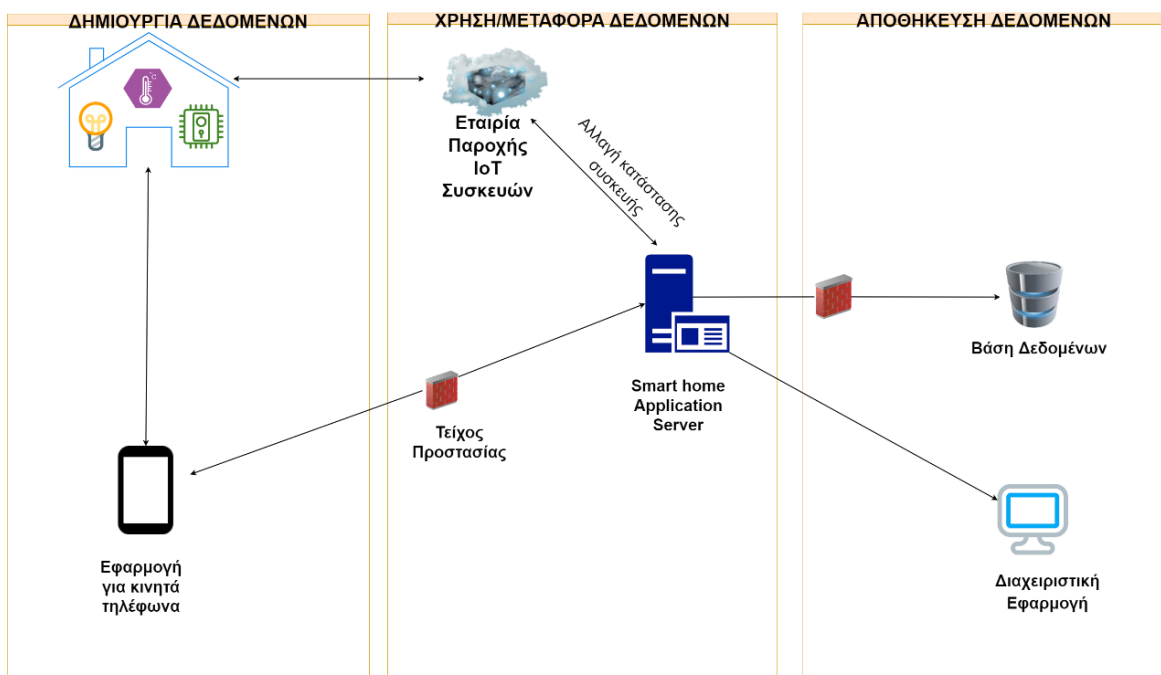 ΔΗΜΙΟΥΡΓΙΑ ΔΕΔΟΜΕΝΩΝ
ΧΡΗΣΗ/ΜΕΤΑΦΟΡΑ ΔΕΔΟΜΕΝΩΝ
ΑΠΟΘΗΚΕΥΣΗ ΔΕΔΟΜΕΝΩΝ
°C
Εταιρία
Παροχής
IoT
Συσκευών
Αλλαγή κατάστασης
συσκευής
Βάση Δεδομένων
Smart home
Application
Server
Τείχος
Προστασίας
Εφαρμογή
για κινητά
τηλέφωνα
Διαχειριστική
Εφαρμογή